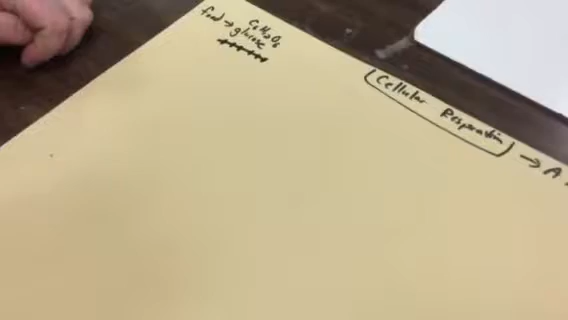 food → glucose
C6H12O6
Cellular Respiration → A